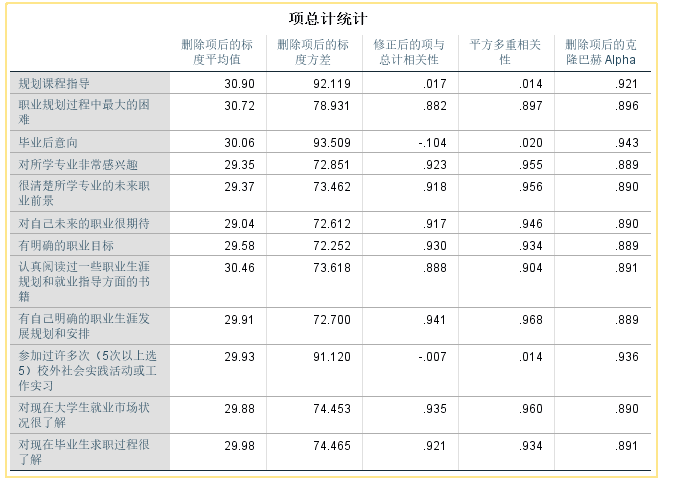 项总计统计
删除项后的标度平均值 删除项后的标度方差 修正后的项与总计相关性 平方多重相关性 删除项后的克隆巴赫 Alpha
规划课程指导 30.90 92.119 .017 .014 .921
职业规划过程中最大的困难 30.72 78.931 .882 .897 .896
毕业后意向 30.06 93.509 -.104 .020 .943
对所学专业非常感兴趣 29.35 72.851 .923 .955 .889
很清楚所学专业的未来职业前景 29.37 73.462 .918 .956 .890
对自己未来的职业很期待 29.04 72.612 .917 .946 .890
有明确的职业目标 29.58 72.252 .930 .934 .889
认真阅读过一些职业生涯规划和就业指导方面的书籍 30.46 73.618 .888 .904 .891
有自己明确的职业生涯发展规划和安排 29.91 72.700 .941 .968 .889
参加过许多次（5次以上选5）校外社会实践活动或工作实习 29.93 91.120 -.007 .014 .936
对现在大学生就业市场状况很了解 29.88 74.453 .935 .960 .890
对现在毕业生求职过程很了解 29.98 74.465 .921 .934 .891